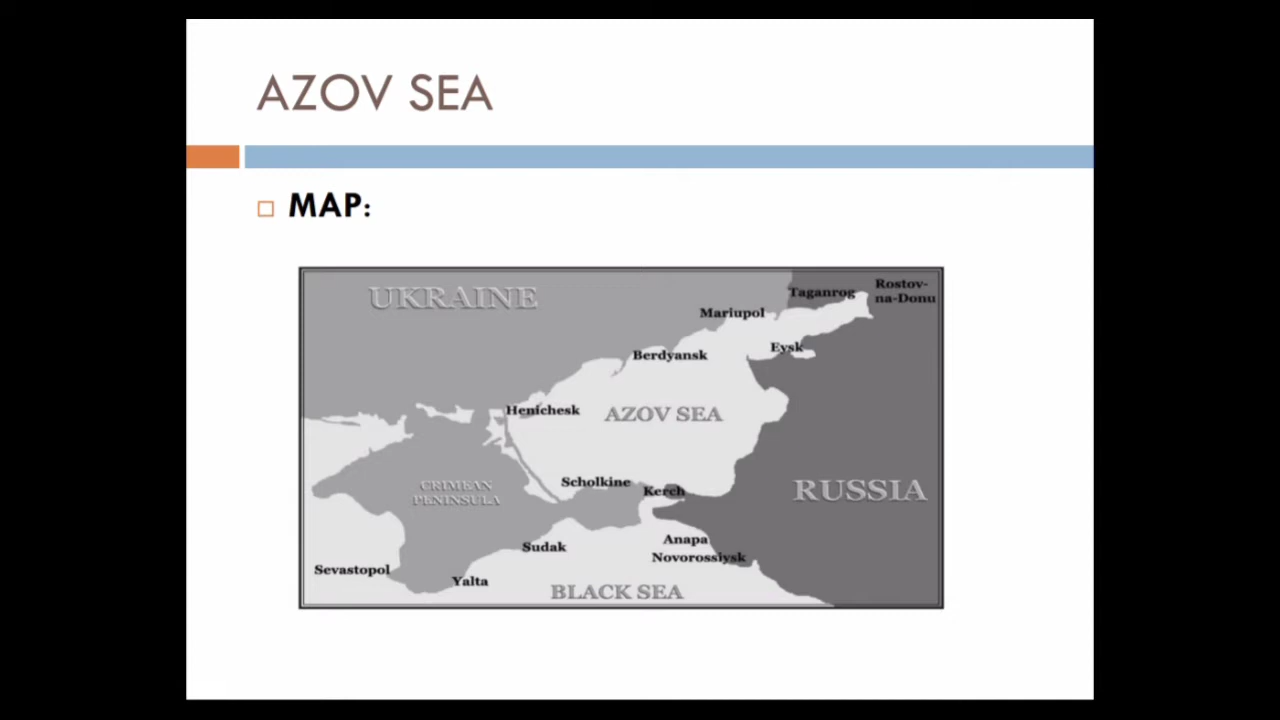 AZOV SEA
MAP:
UKRAINE
Taganrog
Rostov-
na-Donu
Mariupol
Eysk
Berdyansk
Henichesk
AZOV SEA
CRIMEAN
PENINSULA
Scholkine
Kerch
RUSSIA
Sudak
Anapa
Novorossiysk
Sevastopol
Yalta
BLACK SEA